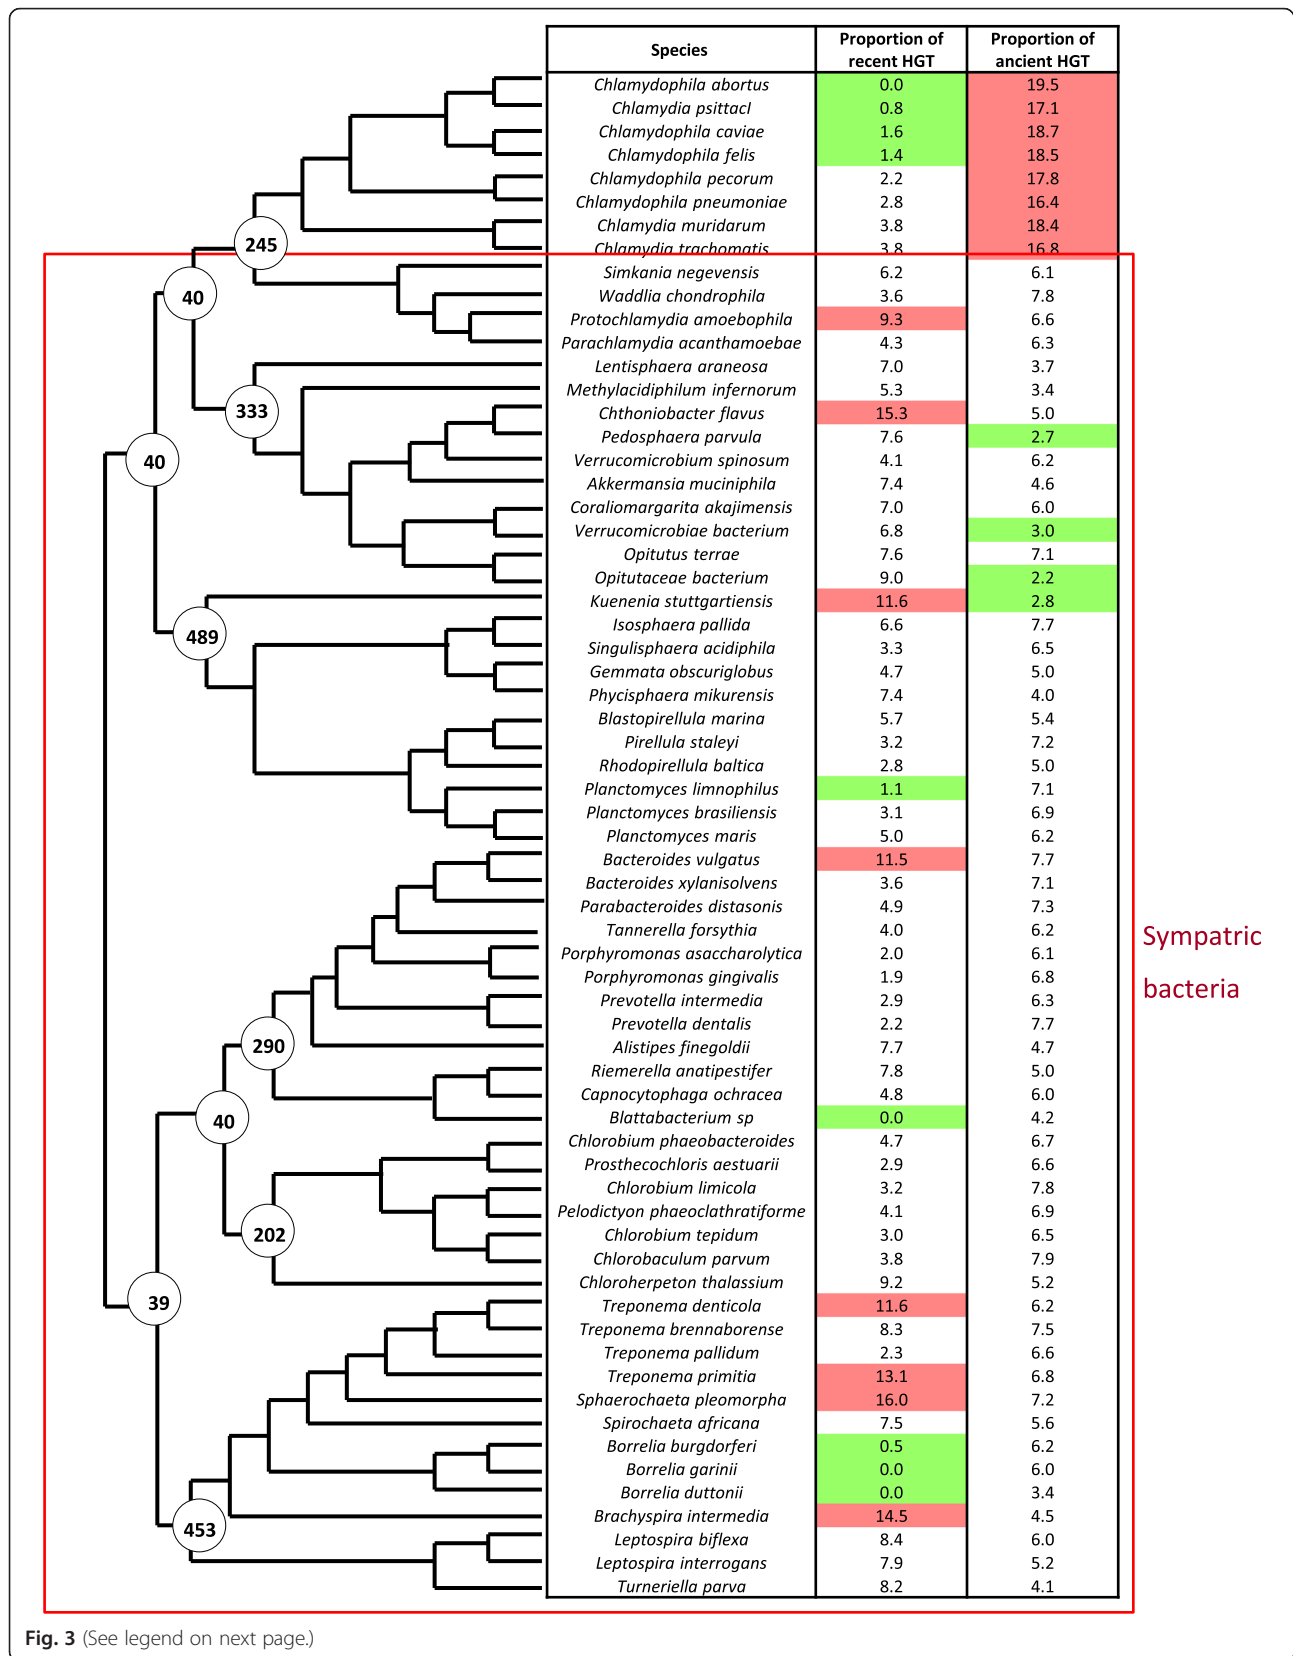 Species Proportion of recent HGT Proportion of ancient HGT
Chlamydophila abortus 0.0 19.5
Chlamydia psittacI 0.8 17.1
Chlamydophila caviae 1.6 18.7
Chlamydophila felis 1.4 18.5
Chlamydophila pecorum 2.2 17.8
Chlamydophila pneumoniae 2.8 16.4
Chlamydia muridarum 3.8 18.4
245
Chlamydia trachomatis 3.8 16.8
Simkania negevensis 6.2 6.1
40
Waddlia chondrophila 3.6 7.8
Protochlamydia amoebophila 9.3 6.6
Parachlamydia acanthamoebae 4.3 6.3
Lentisphaera araneosa 7.0 3.7
Methylacidiphilum infernorum 5.3 3.4
333
Chthoniobacter flavus 15.3 5.0
Pedosphaera parvula 7.6 2.7
40
Verrucomicrobium spinosum 4.1 6.2
Akkermansia muciniphila 7.4 4.6
Coraliomargarita akajimensis 7.0 6.0
Verrucomicrobiae bacterium 6.8 3.0
Opitutus terrae 7.6 7.1
Opitutaceae bacterium 9.0 2.2
Kuenenia stuttgartiensis 11.6 2.8
Isosphaera pallida 6.6 7.7
489
Singulisphaera acidiphila 3.3 6.5
Gemmata obscuriglobus 4.7 5.0
Phycisphaera mikurensis 7.4 4.0
Blastopirellula marina 5.7 5.4
Pirellula staleyi 3.2 7.2
Rhodopirellula baltica 2.8 5.0
Planctomyces limnophilus 1.1 7.1
Planctomyces brasiliensis 3.1 6.9
Planctomyces maris 5.0 6.2
Bacteroides vulgatus 11.5 7.7
Bacteroides xylanisolvens 3.6 7.1
Parabacteroides distasonis 4.9 7.3
Tannerella forsythia 4.0 6.2
Sympatric
Porphyromonas asaccharolytica 2.0 6.1
Porphyromonas gingivalis 1.9 6.8
bacteria
Prevotella intermedia 2.9 6.3
Prevotella dentalis 2.2 7.7
290
Alistipes finegoldii 7.7 4.7
Riemerella anatipestifer 7.8 5.0
Capnocytophaga ochracea 4.8 6.0
40
Blattabacterium sp 0.0 4.2
Chlorobium phaeobacteroides 4.7 6.7
Prosthecochloris aestuarii 2.9 6.6
Chlorobium limicola 3.2 7.8
Pelodictyon phaeoclathratiforme 4.1 6.9
202
Chlorobium tepidum 3.0 6.5
Chlorobaculum parvum 3.8 7.9
Chloroherpeton thalassium 9.2 5.2
39
Treponema denticola 11.6 6.2
Treponema brennaborense 8.3 7.5
Treponema pallidum 2.3 6.6
Treponema primitia 13.1 6.8
Sphaerochaeta pleomorpha 16.0 7.2
Spirochaeta africana 7.5 5.6
Borrelia burgdorferi 0.5 6.2
Borrelia garinii 0.0 6.0
Borrelia duttonii 0.0 3.4
Brachyspira intermedia 14.5 4.5
453
Leptospira biflexa 8.4 6.0
Leptospira interrogans 7.9 5.2
Turneriella parva 8.2 4.1
Fig. 3 (See legend on next page.)